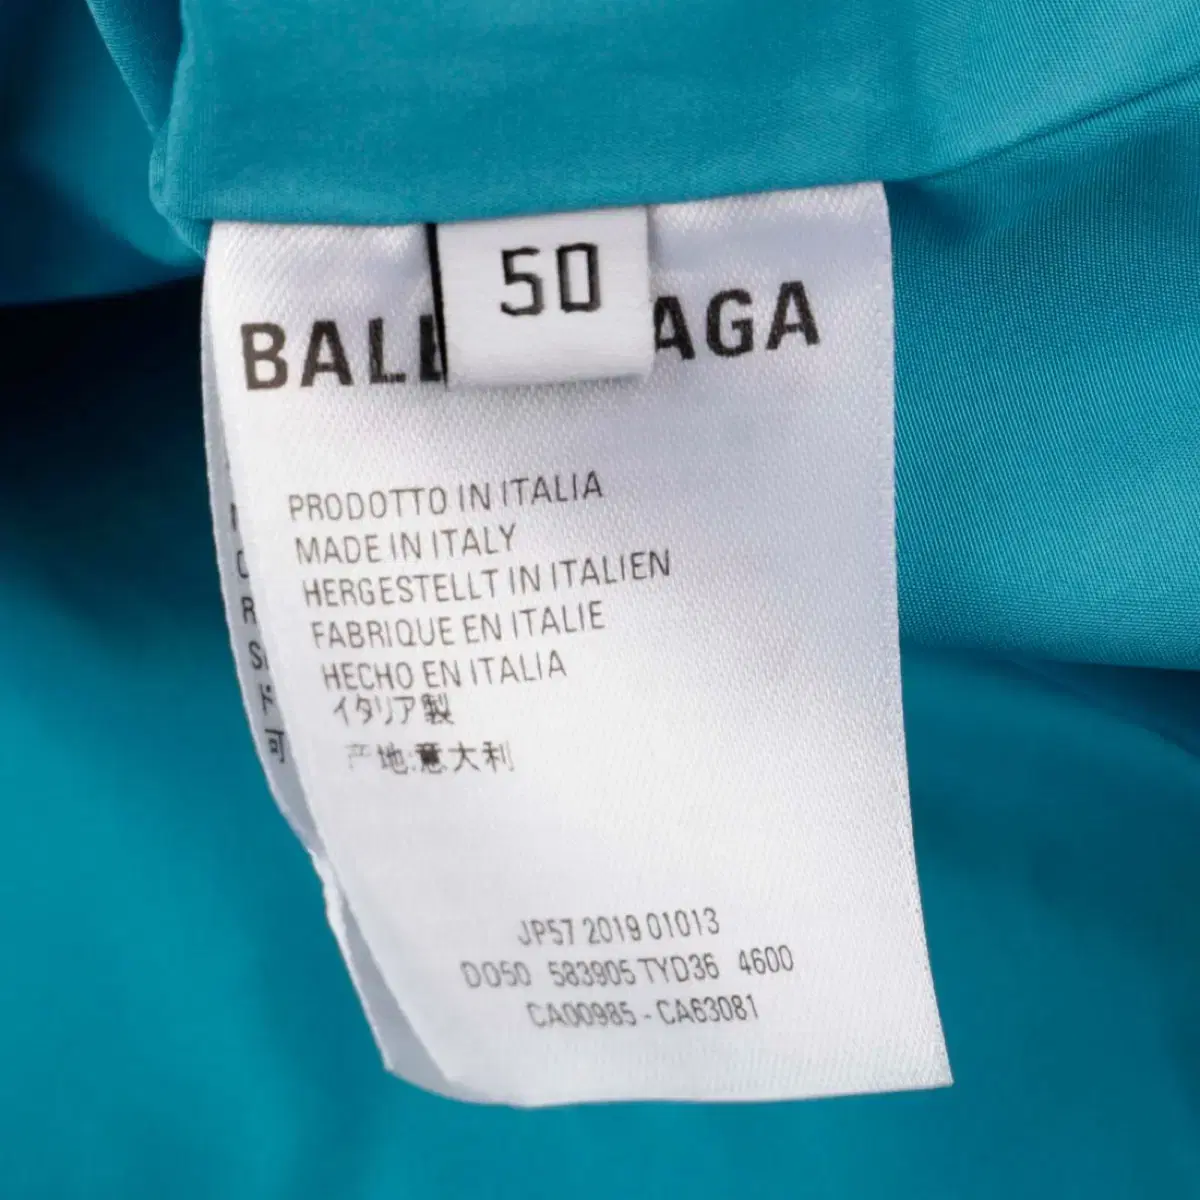 50
BALE AGA
PRODOTTO IN ITALIA
MADE IN ITALY
HERGESTELLT IN ITALIEN
FABRIQUE EN ITALIE
HECHO EN ITALIA
イタリア製
产地:意大利
JP57 2019 01013
DO50 583905 TYD36 4600
CA00985 - CA63081